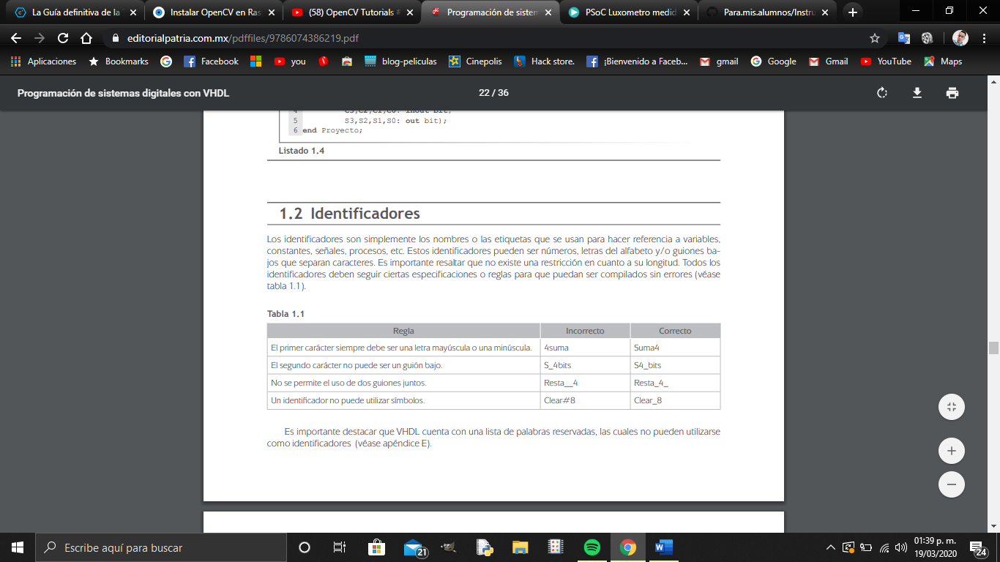 La Guía definitiva de la
Instalar OpenCV en Ras
(58) OpenCV Tutorials
Programación de sistem
PSoC Luxometro medid
Para.mis.alumnos/Instru
editorialpatria.com.mx/pdffiles/9786074386219.pdf
Aplicaciones
Bookmarks
Facebook
you
blog-peliculas
Cinepolis
Hack store.
¡Bienvenido a Faceb...
gmail
Google
Gmail
YouTube
Maps
Programación de sistemas digitales con VHDL
22 / 36
4 C3,C2,C1,C0: inout bit;
5 S3,S2,S1,S0: out bit);
6 end Proyecto;
Listado 1.4
1.2 Identificadores
Los identificadores son simplemente los nombres o las etiquetas que se usan para hacer referencia a variables,
constantes, señales, procesos, etc. Estos identificadores pueden ser números, letras del alfabeto y/o guiones ba-
jos que separan caracteres. Es importante resaltar que no existe una restricción en cuanto a su longitud. Todos los
identificadores deben seguir ciertas especificaciones o reglas para que puedan ser compilados sin errores (véase
tabla 1.1).
Tabla 1.1
Regla Incorrecto Correcto
El primer carácter siempre debe ser una letra mayúscula o una minúscula. 4suma Suma4
El segundo carácter no puede ser un guión bajo. S_4bits S4_bits
No se permite el uso de dos guiones juntos. Resta__4 Resta_4_
Un identificador no puede utilizar símbolos. Clear#8 Clear_8
Es importante destacar que VHDL cuenta con una lista de palabras reservadas, las cuales no pueden utilizarse
como identificadores (véase apéndice E).
Escribe aquí para buscar
21
01:39 p. m.
19/03/2020
24